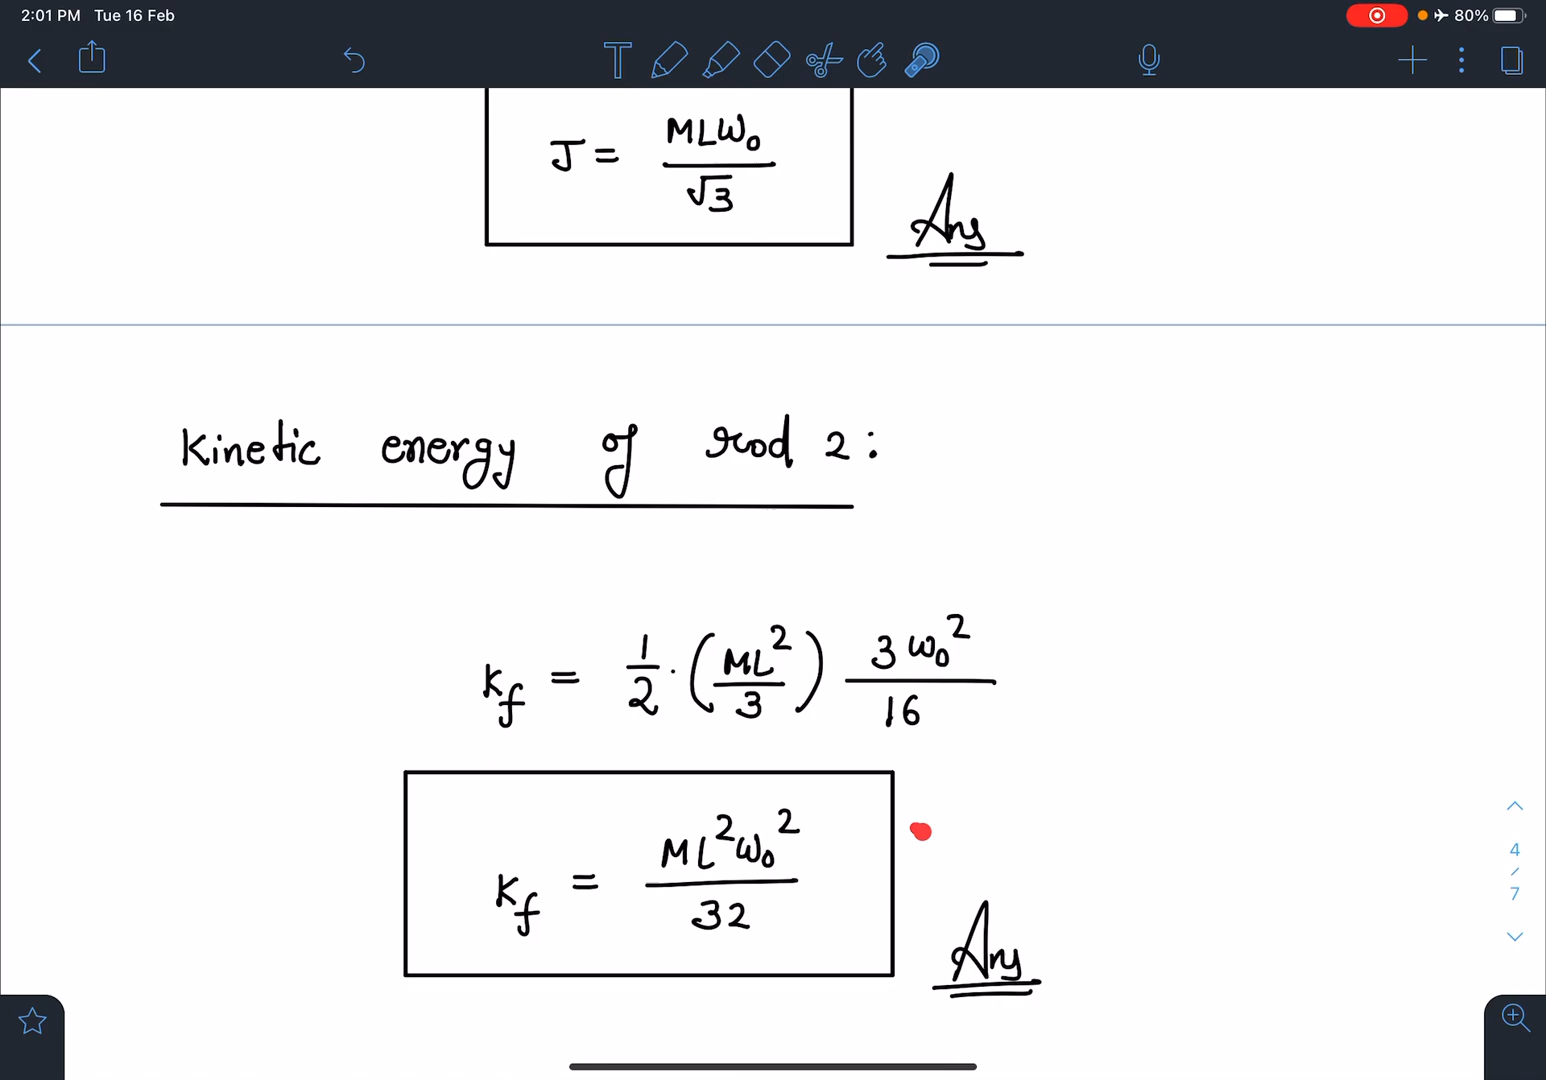 2:01 PM Tue 16 Feb
80%
T
J = MLω₀/√3
Ans
Kinetic energy of rod 2:
K_f = 1/2 · (ML²/3) 3ω₀²/16
K_f = ML²ω₀²/32
Ans
4
/
7